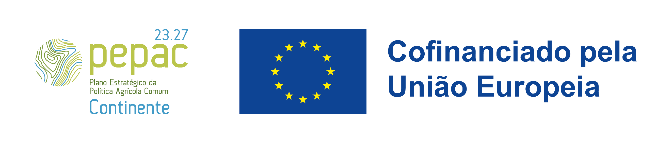 23.27
pepac
Plano Estratégico da
Política Agrícola Comum
Continente
Cofinanciado pela
União Europeia